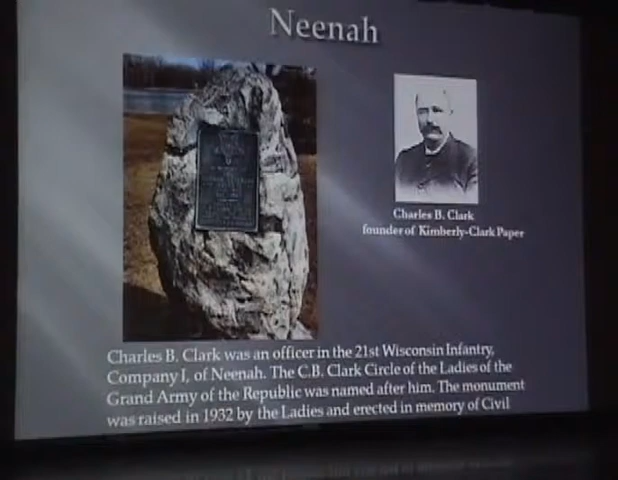 Neenah
Charles B. Clark
founder of Kimberly-Clark Paper
Charles B. Clark was an officer in the 21st Wisconsin Infantry,
Company I, of Neenah. The C.B. Clark Circle of the Ladies of the
Grand Army of the Republic was named after him. The monument
was raised in 1932 by the Ladies and erected in memory of Civil